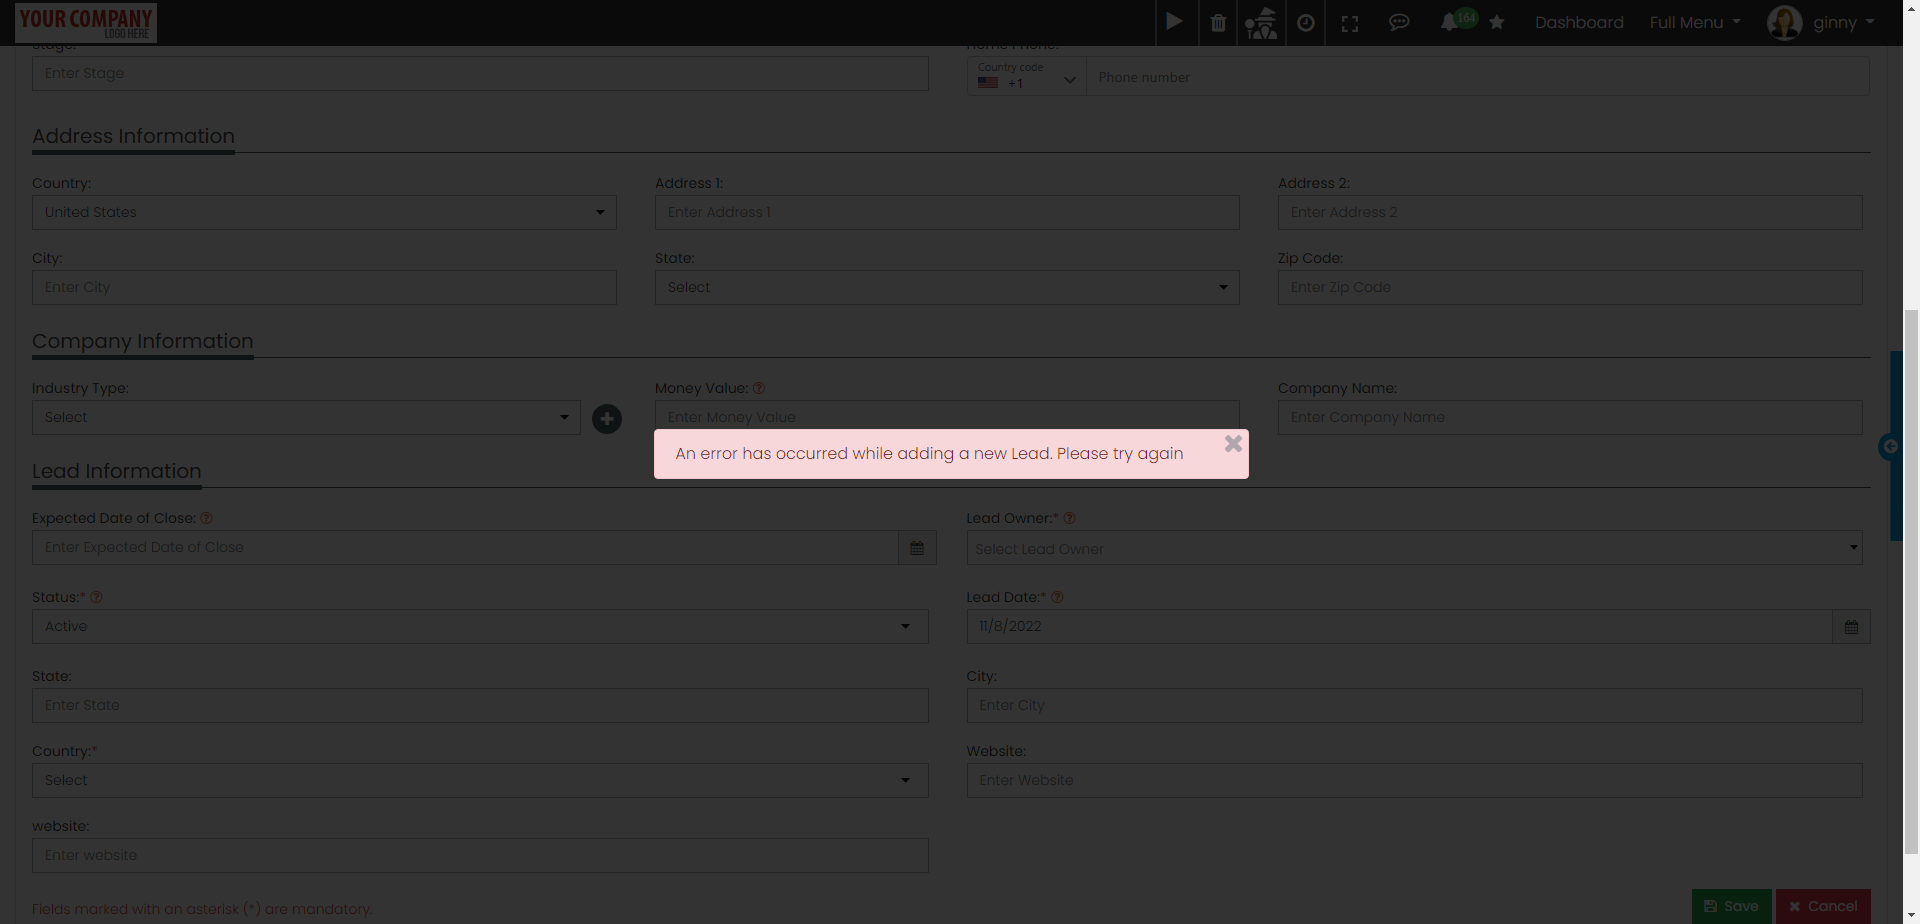 YOUR COMPANY
LOGO HERE
164
Dashboard
Full Menu
ginny
Stage:
Home Phone:
Enter Stage
Country code
+1
Phone number
Address Information
Country:
Address 1:
Address 2:
United States
Enter Address 1
Enter Address 2
City:
State:
Zip Code:
Enter City
Select
Enter Zip Code
Company Information
Industry Type:
Money Value:
Company Name:
Select
Enter Money Value
Enter Company Name
An error has occurred while adding a new Lead. Please try again
Lead Information
Expected Date of Close:
Lead Owner:*
Enter Expected Date of Close
Select Lead Owner
Status:*
Lead Date:*
Active
11/8/2022
State:
City:
Enter State
Enter City
Country:*
Website:
Select
Enter Website
website:
Enter website
Fields marked with an asterisk (*) are mandatory.
Save
Cancel